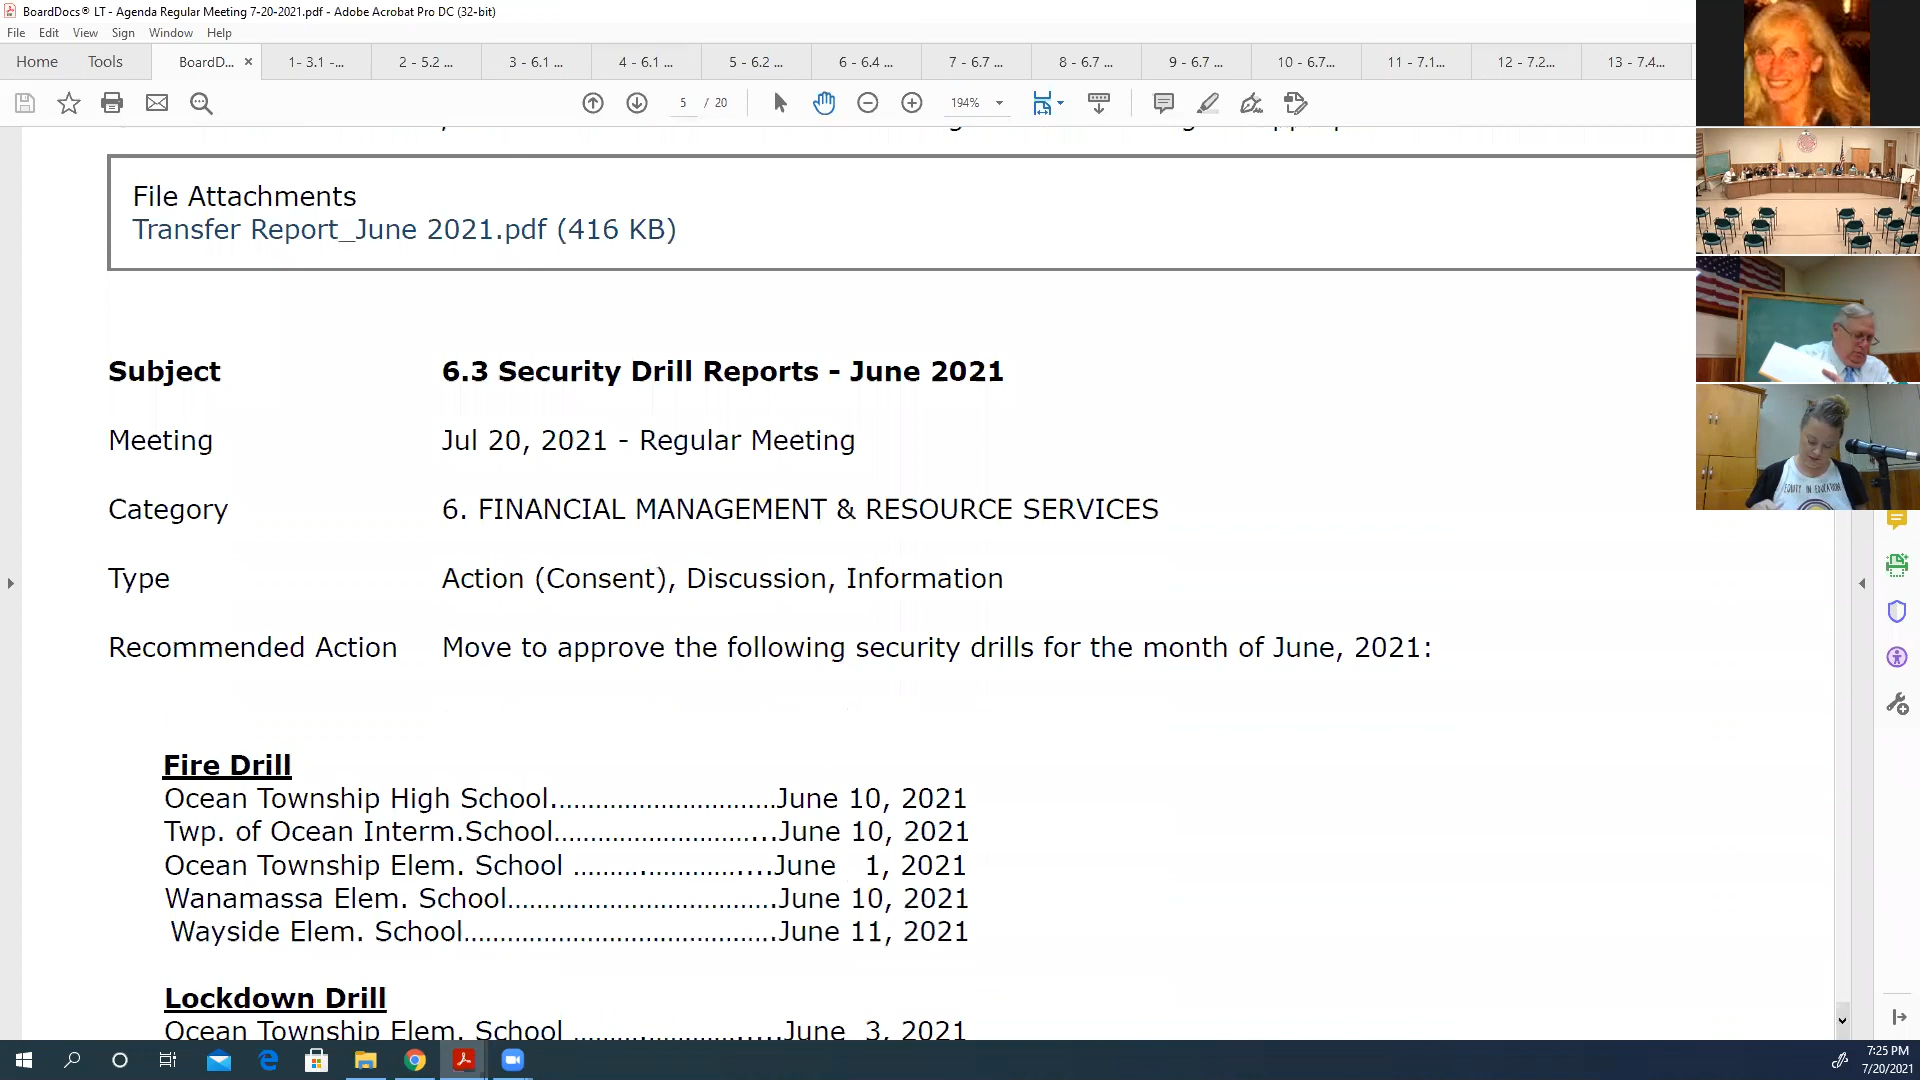 BoardDocs® LT - Agenda Regular Meeting 7-20-2021.pdf - Adobe Acrobat Pro DC (32-bit)
File Edit View Sign Window Help
Home Tools BoardD... × 1- 3.1 -... 2 - 5.2 ... 3 - 6.1 ... 4 - 6.1 ... 5 - 6.2 ... 6 - 6.4 ... 7 - 6.7 ... 8 - 6.7 ... 9 - 6.7 ... 10 - 6.7... 11 - 7.1... 12 - 7.2... 13 - 7.4...
5 / 20 194%
File Attachments
Transfer Report_June 2021.pdf (416 KB)
Subject 6.3 Security Drill Reports - June 2021
Meeting Jul 20, 2021 - Regular Meeting
Category 6. FINANCIAL MANAGEMENT & RESOURCE SERVICES
Type Action (Consent), Discussion, Information
Recommended Action Move to approve the following security drills for the month of June, 2021:
Fire Drill
Ocean Township High School..............................June 10, 2021
Twp. of Ocean Interm.School.............................June 10, 2021
Ocean Township Elem. School ..........................June 1, 2021
Wanamassa Elem. School.....................................June 10, 2021
Wayside Elem. School...........................................June 11, 2021
Lockdown Drill
Ocean Township Elem. School ...........................June 3, 2021
EQUITY IN EDUCATION
7:25 PM
7/20/2021